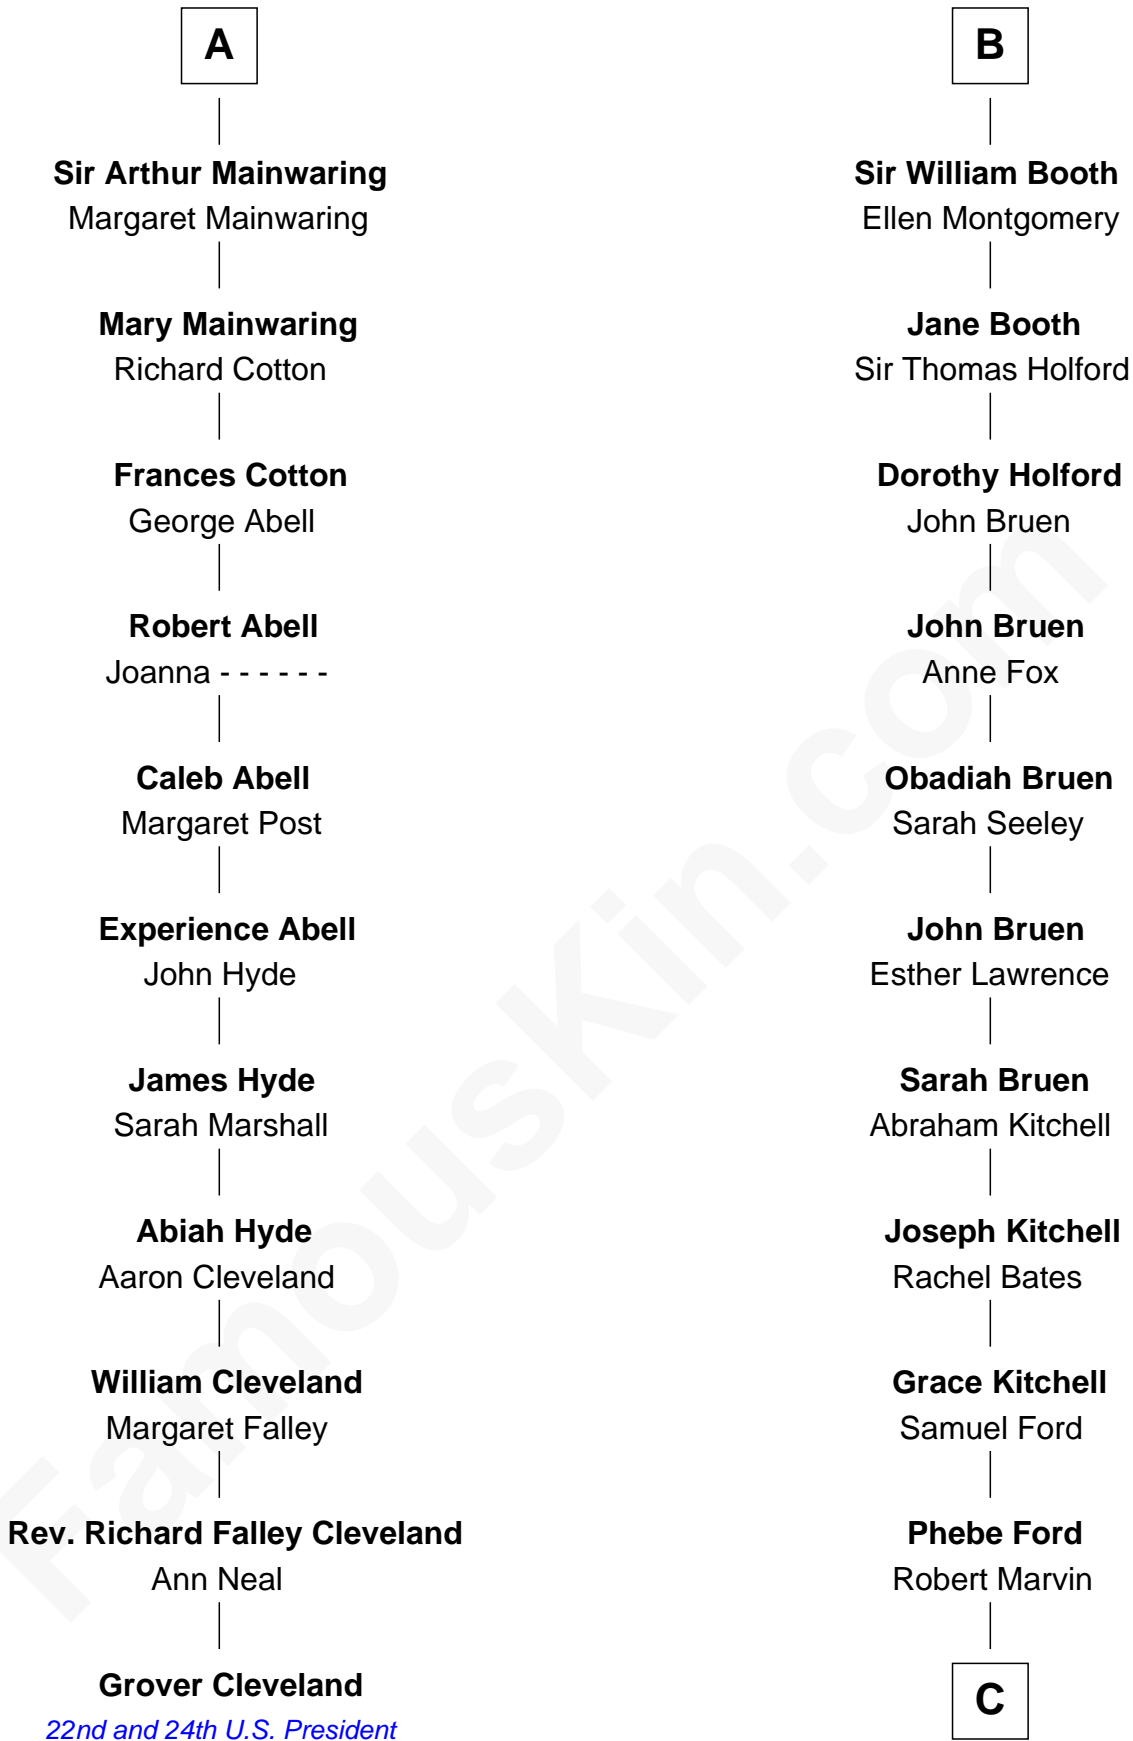 A
Sir Arthur Mainwaring
Margaret Mainwaring
Mary Mainwaring
Richard Cotton
Frances Cotton
George Abell
Robert Abell
Joanna - - - - - -
Caleb Abell
Margaret Post
Experience Abell
John Hyde
James Hyde
Sarah Marshall
Abiah Hyde
Aaron Cleveland
William Cleveland
Margaret Falley
Rev. Richard Falley Cleveland
Ann Neal
Grover Cleveland
22nd and 24th U.S. President
B
Sir William Booth
Ellen Montgomery
Jane Booth
Sir Thomas Holford
Dorothy Holford
John Bruen
John Bruen
Anne Fox
Obadiah Bruen
Sarah Seeley
John Bruen
Esther Lawrence
Sarah Bruen
Abraham Kitchell
Joseph Kitchell
Rachel Bates
Grace Kitchell
Samuel Ford
Phebe Ford
Robert Marvin
C
FamousKin.com